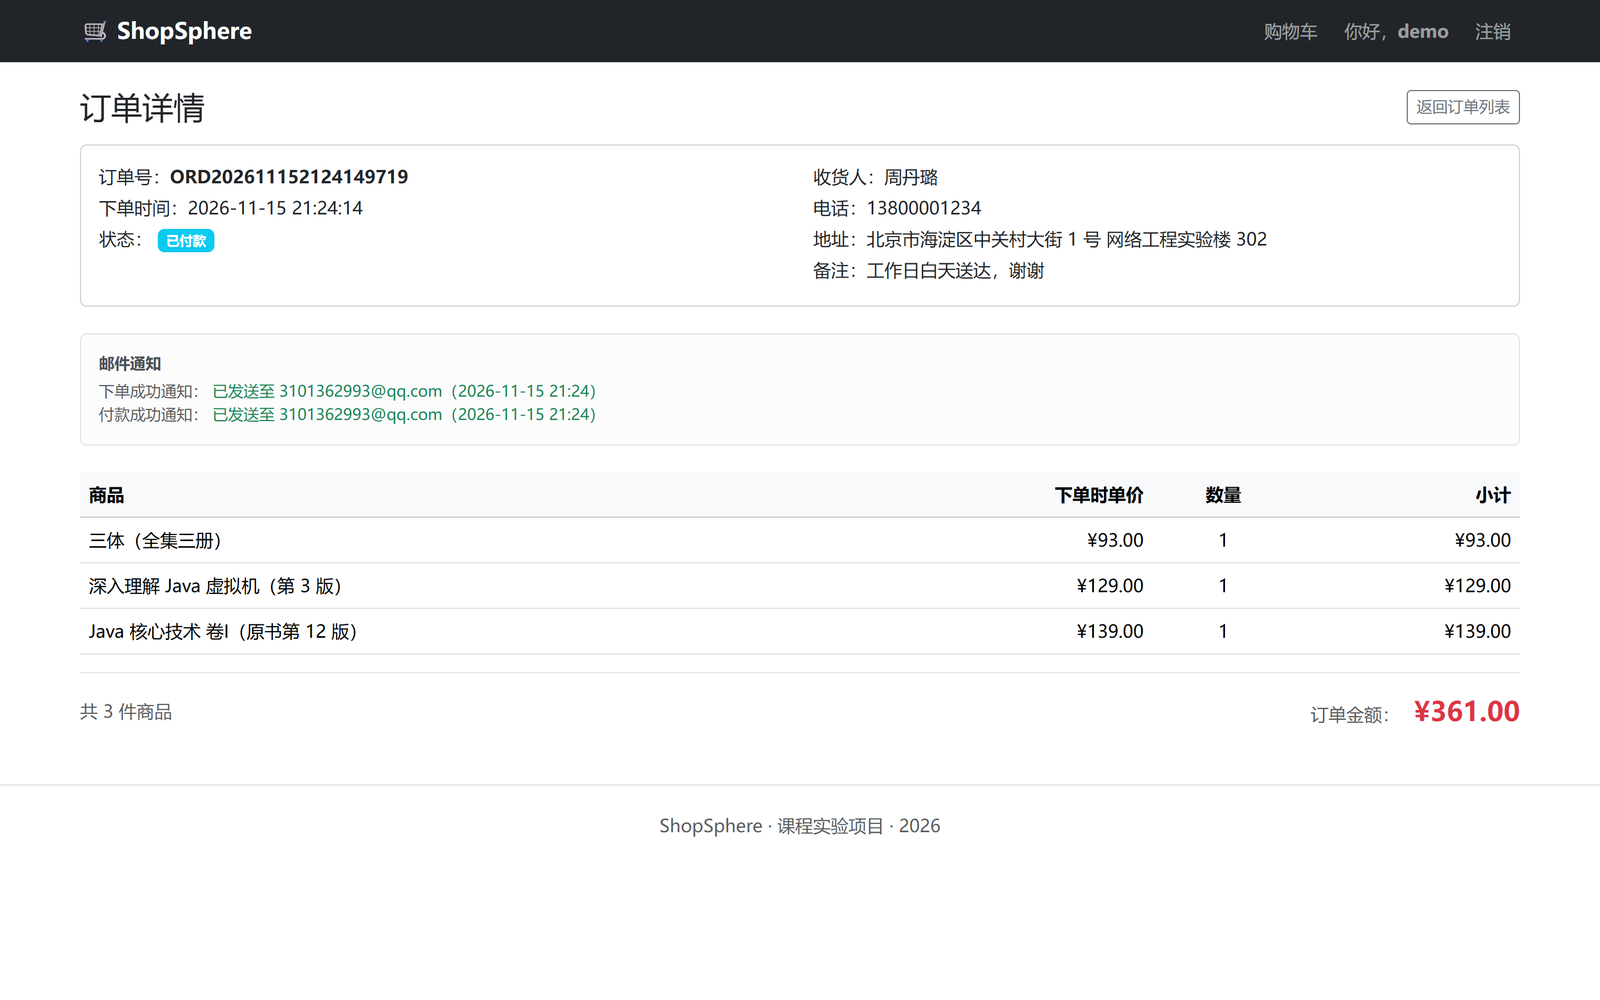 ShopSphere
购物车 你好，demo 注销
订单详情
返回订单列表
订单号：ORD202611152124149719
下单时间：2026-11-15 21:24:14
状态： 已付款
收货人：周丹璐
电话：13800001234
地址：北京市海淀区中关村大街 1 号 网络工程实验楼 302
备注：工作日白天送达，谢谢
邮件通知
下单成功通知： 已发送至 3101362993@qq.com（2026-11-15 21:24）
付款成功通知： 已发送至 3101362993@qq.com（2026-11-15 21:24）
商品 下单时单价 数量 小计
三体（全集三册） ¥93.00 1 ¥93.00
深入理解 Java 虚拟机（第 3 版） ¥129.00 1 ¥129.00
Java 核心技术 卷I（原书第 12 版） ¥139.00 1 ¥139.00
共 3 件商品 订单金额： ¥361.00
ShopSphere · 课程实验项目 · 2026